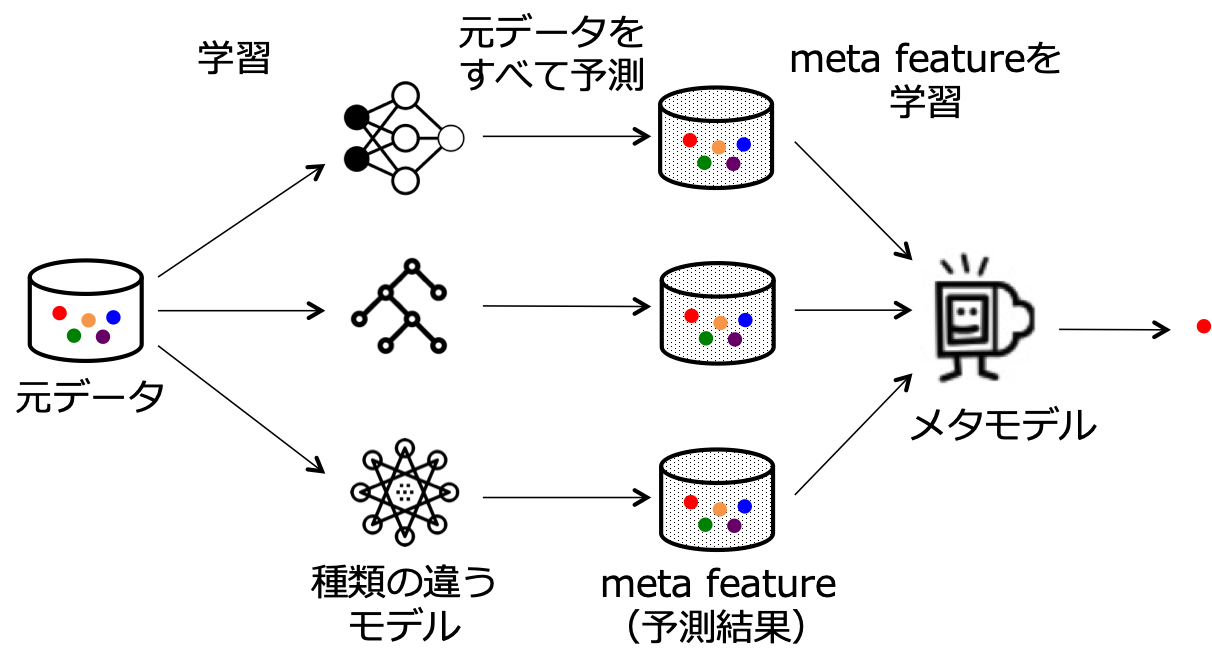 学習
元データを
すべて予測
meta featureを
学習
元データ
メタモデル
種類の違う
モデル
meta feature
（予測結果）